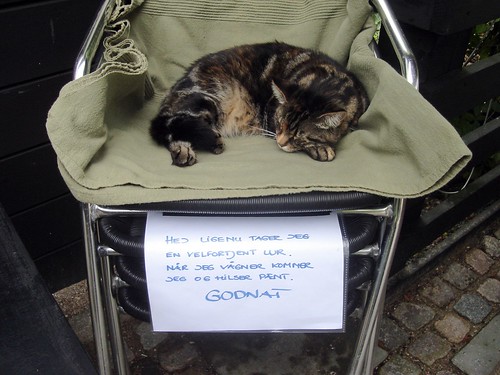 HEJ LIGENU TAGER JEG
EN VELFORTJENT LUR.
NÅR JEG VÅGNER KOMMER
JEG OG HILSER PÆNT.
GODNAT